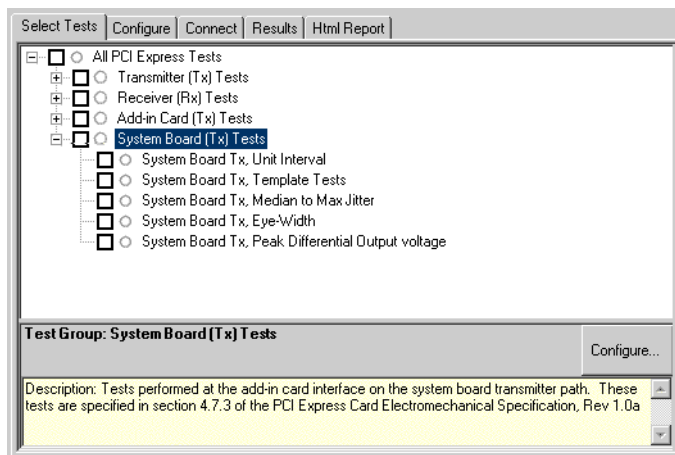 Select Tests Configure Connect Results Html Report
All PCI Express Tests
Transmitter (Tx) Tests
Receiver (Rx) Tests
Add-in Card (Tx) Tests
System Board (Tx) Tests
System Board Tx, Unit Interval
System Board Tx, Template Tests
System Board Tx, Median to Max Jitter
System Board Tx, Eye-Width
System Board Tx, Peak Differential Output voltage
Test Group: System Board (Tx) Tests
Configure...
Description: Tests performed at the add-in card interface on the system board transmitter path. These
tests are specified in section 4.7.3 of the PCI Express Card Electromechanical Specification, Rev 1.0a